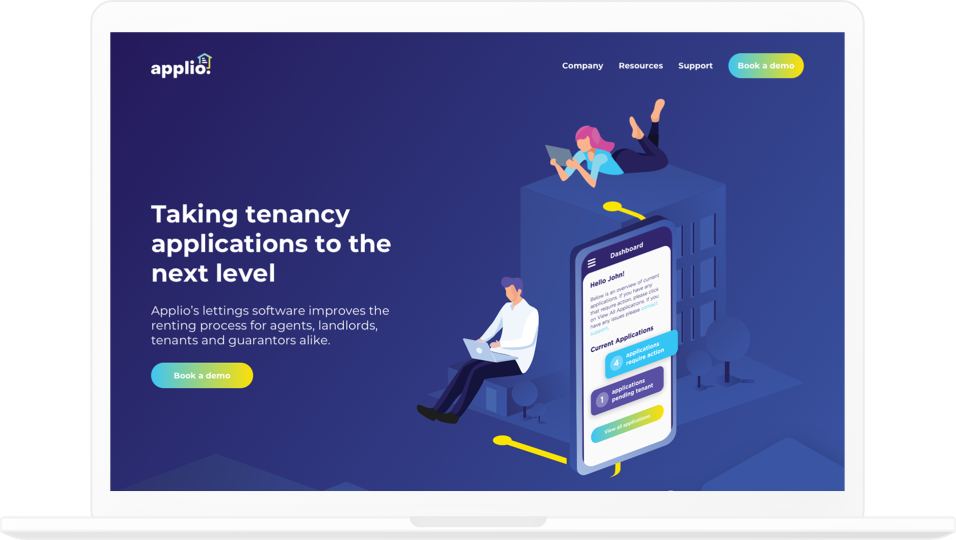 applio.
Company
Resources
Support
Book a demo
Taking tenancy
applications to the
next level
Applio's lettings software improves the
renting process for agents, landlords,
tenants and guarantors alike.
Book a demo
Dashboard
Hello John!
Below is an overview of current
applications. If you have any
that require action, please click
on View All Applications. If you
have any issues please contact
support.
Current Applications
4
applications
require action
1
applications
pending tenant
View all applications